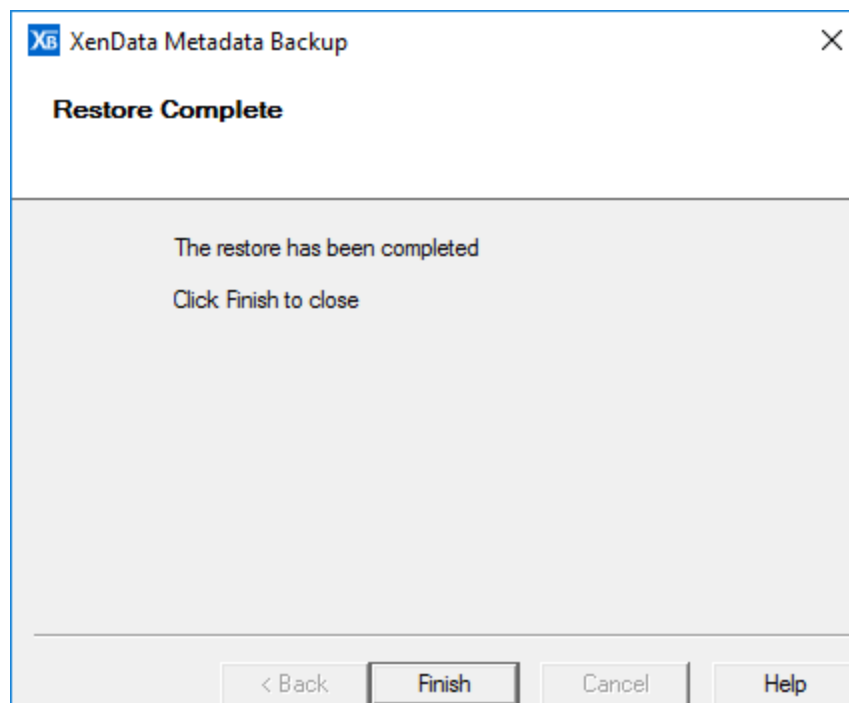 XB XenData Metadata Backup
Restore Complete
The restore has been completed
Click Finish to close
< Back Finish Cancel Help